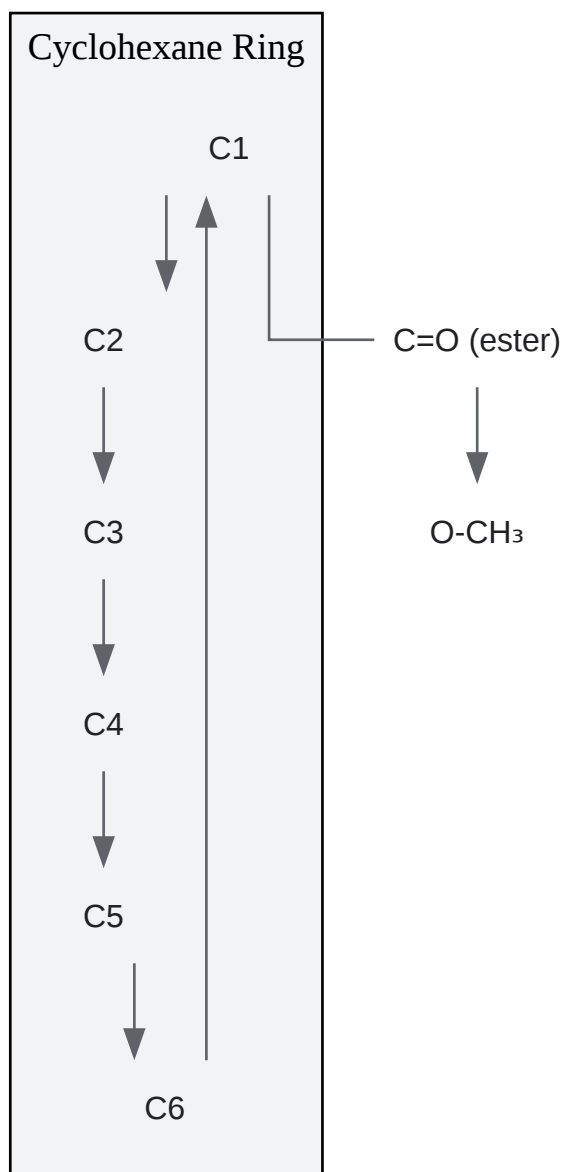 Cyclohexane Ring
C1
C2
C=O (ester)
C3
O-CH₃
C4
C5
C6